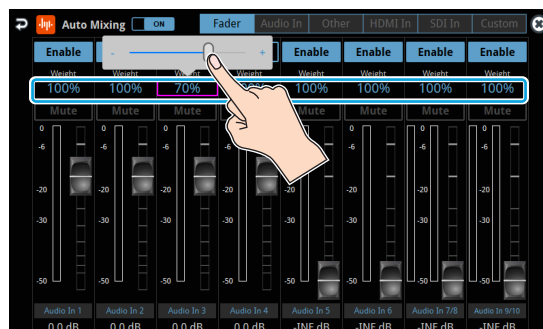 Auto Mixing ON Fader Audio In Other HDMI In SDI In Custom
Enable Enable - + Enable Enable Enable Enable
Weight Weight Weight Weight Weight Weight Weight
100% 100% 70% 100% 100% 100% 100%
Mute Mute Mute Mute Mute Mute Mute
0 0 0 0 0 0 0 0
-6 -6 -6 -6 -6 -6 -6
-20 -20 -20 -20 -20 -20 -20 -20
-30 -30 -30 -30 -30 -30 -30 -30
-50 -50 -50 -50 -50 -50 -50 -50
Audio In 1 Audio In 2 Audio In 3 Audio In 4 Audio In 5 Audio In 6 Audio In 7/8 Audio In 9/10
0.0 dB 0.0 dB 0.0 dB 0.0 dB -INF dB -INF dB -INF dB -INF dB